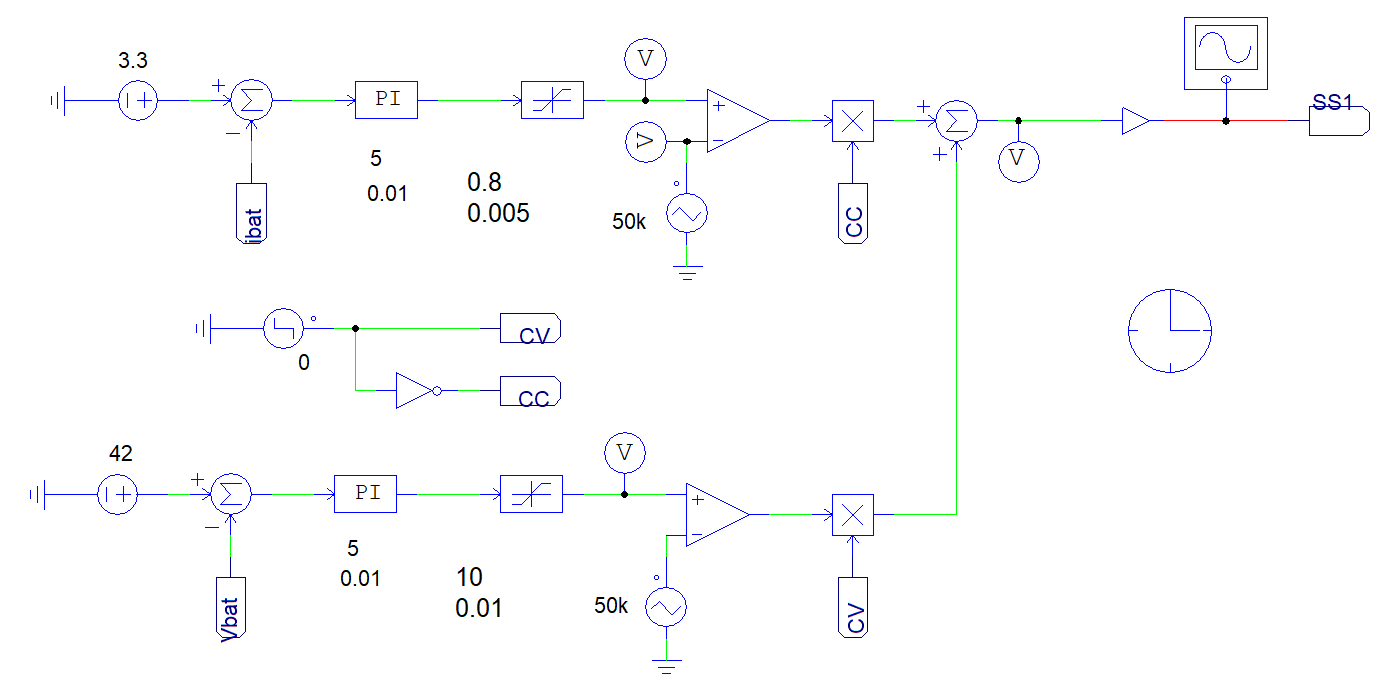 3.3
+
−
ibat
PI
5
0.01
0.8
0.005
V
V
+
−
50k
CC
+
+
V
SS1
0
CV
CC
42
+
−
Vbat
PI
5
0.01
10
0.01
V
+
−
50k
CV